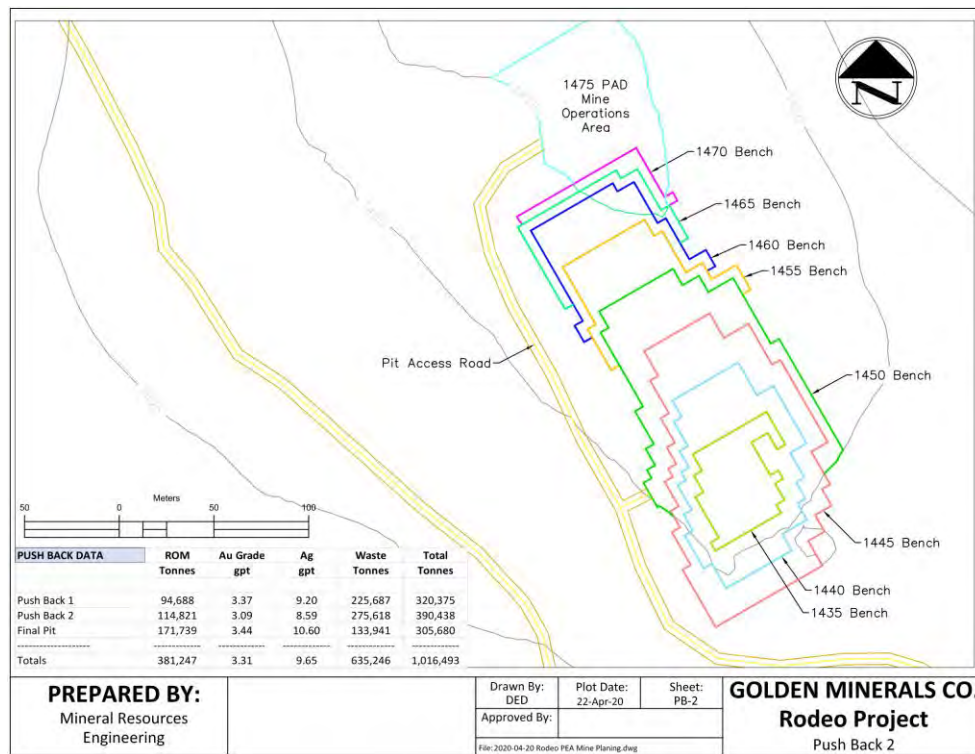 1475 PAD
Mine
Operations
Area
N
1470 Bench
1465 Bench
1460 Bench
1455 Bench
Pit Access Road
1450 Bench
1445 Bench
1440 Bench
1435 Bench
Meters
50 0 50 100
PUSH BACK DATA ROM Au Grade Ag Waste Total
Tonnes gpt gpt Tonnes Tonnes
Push Back 1 94,688 3.37 9.20 225,687 320,375
Push Back 2 114,821 3.09 8.59 275,618 390,438
Final Pit 171,739 3.44 10.60 133,941 305,680
Totals 381,247 3.31 9.65 635,246 1,016,493
PREPARED BY:
Mineral Resources
Engineering
Drawn By:
DED
Plot Date:
22-Apr-20
Sheet:
PB-2
Approved By:
File:2020-04-20 Rodeo PEA Mine Planing.dwg
GOLDEN MINERALS CO.
Rodeo Project
Push Back 2